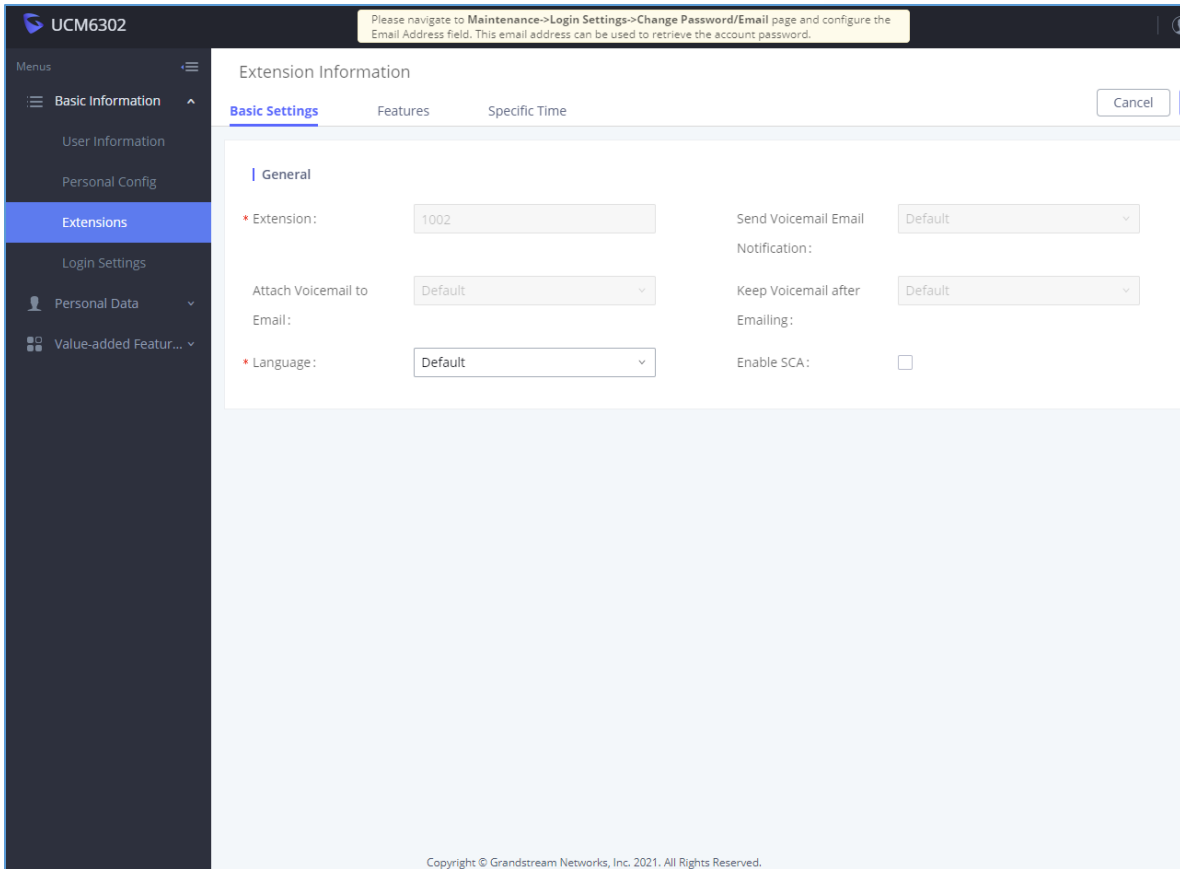 UCM6302
Please navigate to Maintenance->Login Settings->Change Password/Email page and configure the
Email Address field. This email address can be used to retrieve the account password.
Menus
Basic Information
User Information
Personal Config
Extensions
Login Settings
Personal Data
Value-added Featur...
Extension Information
Basic Settings
Features
Specific Time
Cancel
General
* Extension:
1002
Send Voicemail Email
Notification:
Default
Attach Voicemail to
Email:
Default
Keep Voicemail after
Emailing:
Default
* Language:
Default
Enable SCA:
Copyright © Grandstream Networks, Inc. 2021. All Rights Reserved.